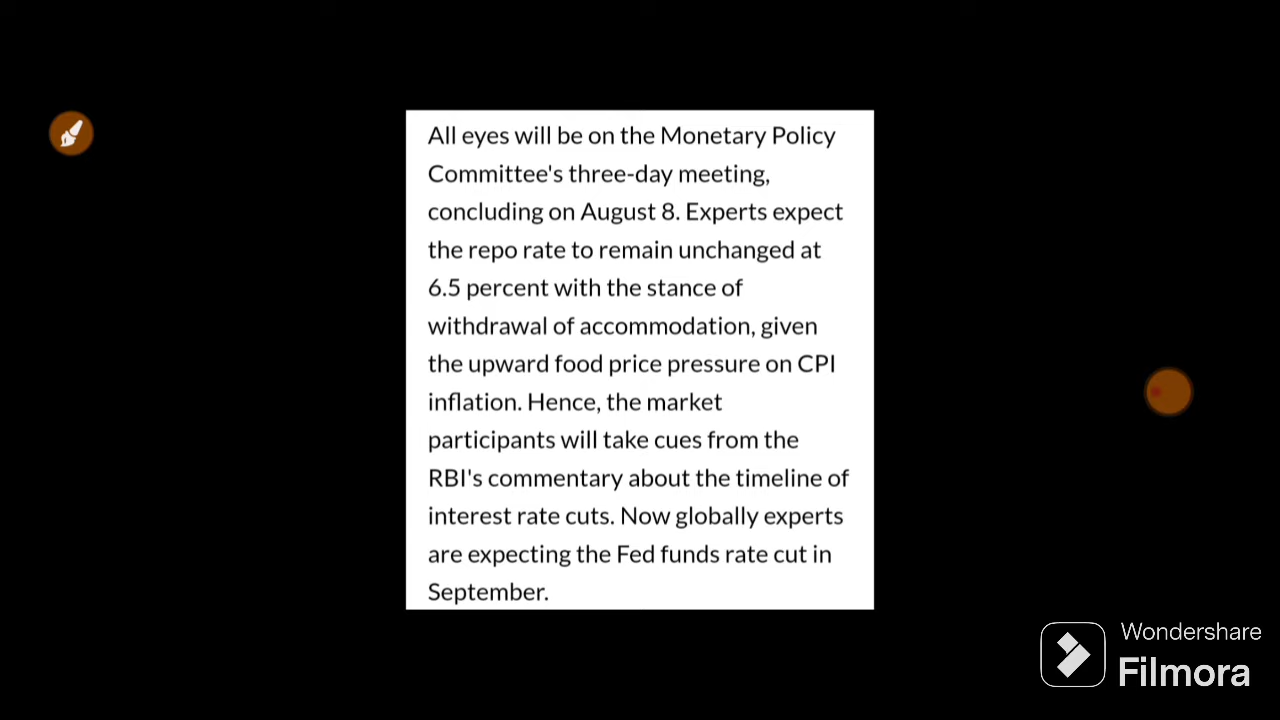 All eyes will be on the Monetary Policy
Committee's three-day meeting,
concluding on August 8. Experts expect
the repo rate to remain unchanged at
6.5 percent with the stance of
withdrawal of accommodation, given
the upward food price pressure on CPI
inflation. Hence, the market
participants will take cues from the
RBI's commentary about the timeline of
interest rate cuts. Now globally experts
are expecting the Fed funds rate cut in
September.
Wondershare
Filmora